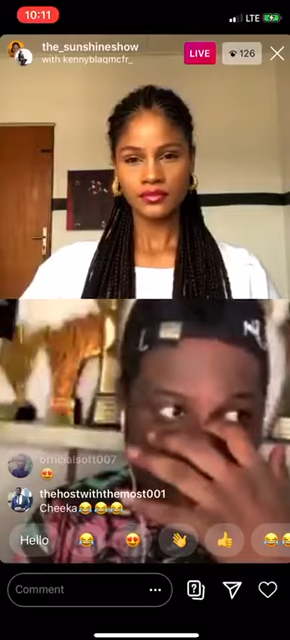 10:11
LTE
the_sunshineshow
with kennyblaqmcfr_
LIVE
126
officialsoft007
😍
thehostwiththemost001
Cheeka😂😂😂
Hello 😂 😍 👋 👍 😂😂
Comment